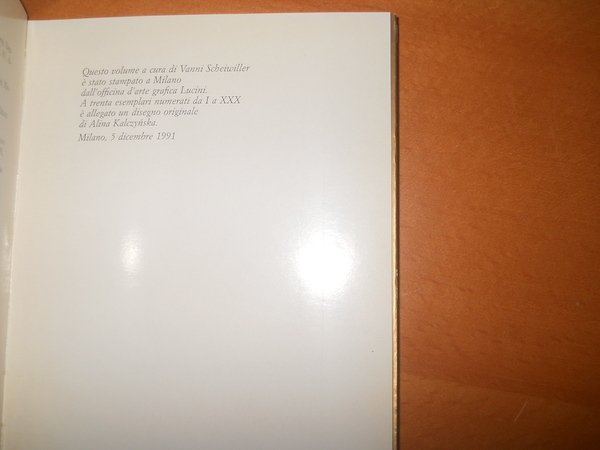 Questo volume a cura di Vanni Scheiwiller
è stato stampato a Milano
dall'officina d'arte grafica Lucini.
A trenta esemplari numerati da I a XXX
è allegato un disegno originale
di Alina Kalczyńska.
Milano, 5 dicembre 1991